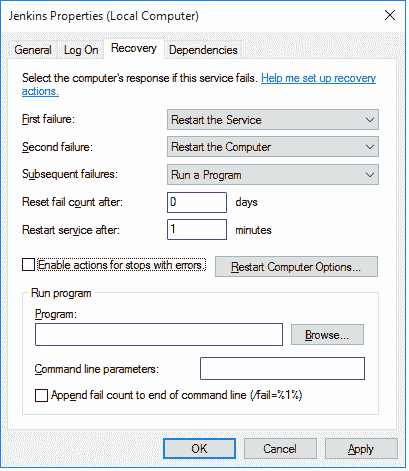 Jenkins Properties (Local Computer)
General Log On Recovery Dependencies
Select the computer's response if this service fails. Help me set up recovery
actions.
First failure: Restart the Service
Second failure: Restart the Computer
Subsequent failures: Run a Program
Reset fail count after: 0 days
Restart service after: 1 minutes
Enable actions for stops with errors. Restart Computer Options...
Run program
Program:
Browse...
Command line parameters:
Append fail count to end of command line (/fail=%1%)
OK Cancel Apply